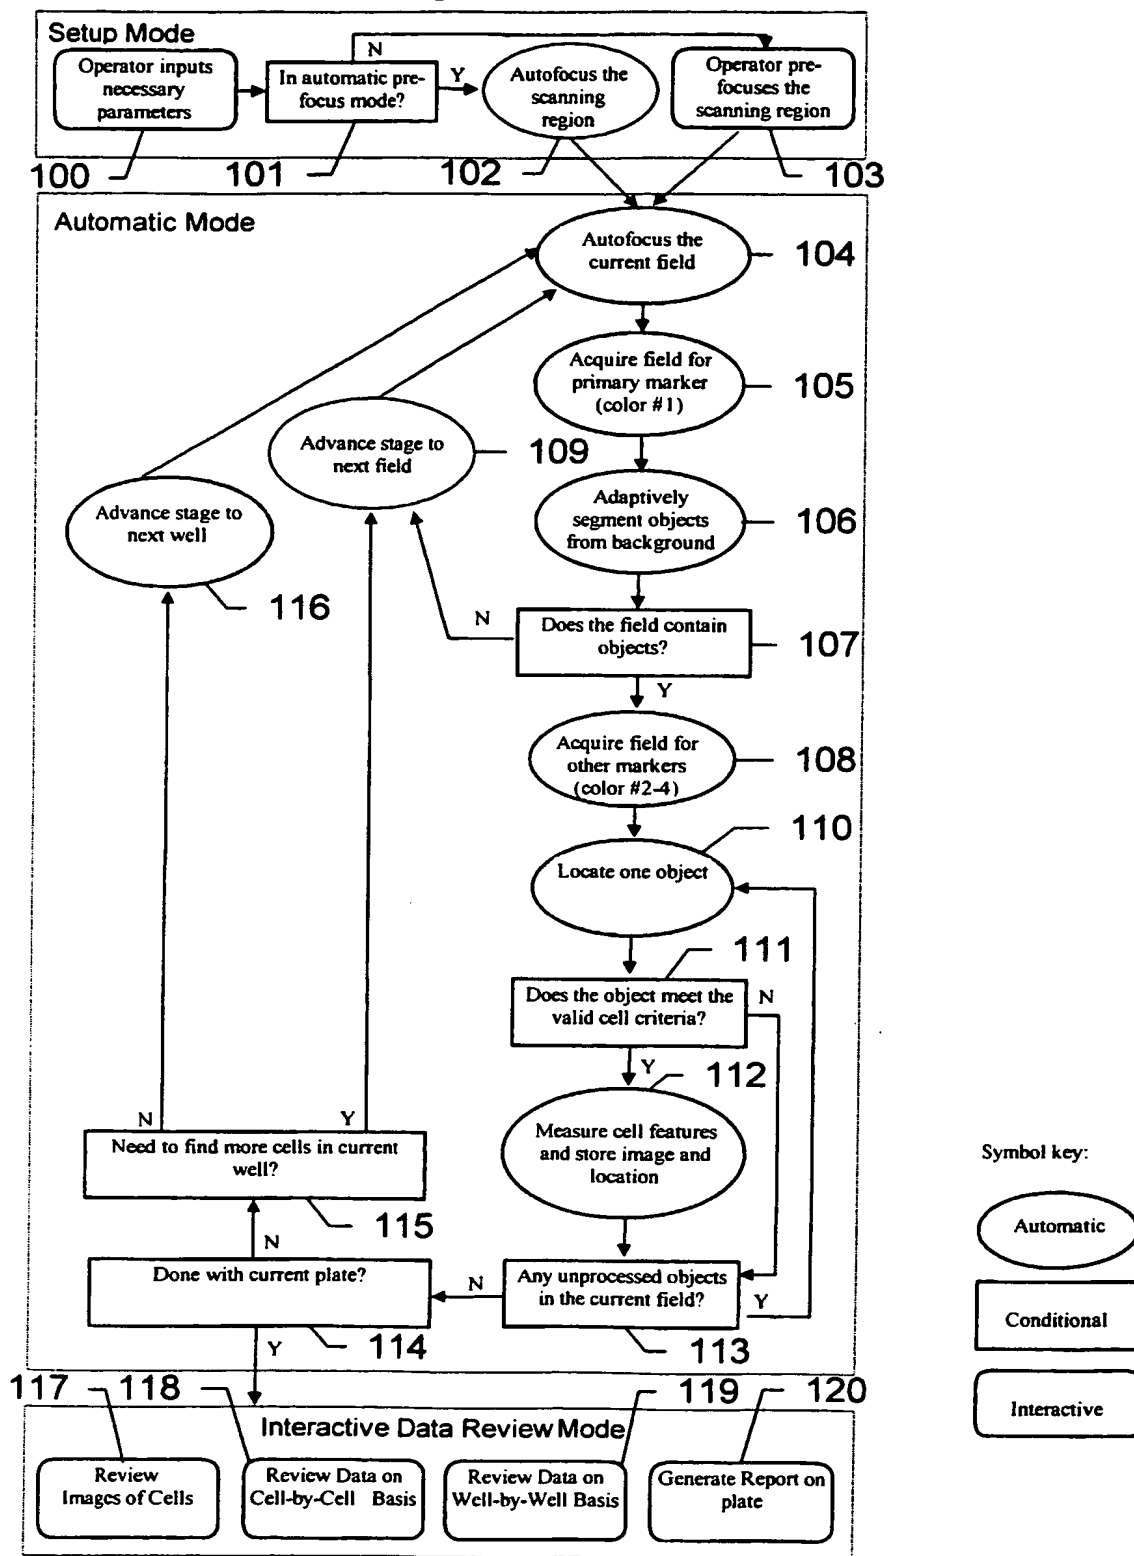 Setup Mode
Operator inputs
necessary
parameters
In automatic pre-
focus mode?
N
Y
Autofocus the
scanning
region
Operator pre-
focuses the
scanning region
100
101
102
103
Automatic Mode
Autofocus the
current field
104
Acquire field for
primary marker
(color #1)
105
Advance stage to
next field
109
Advance stage to
next well
116
Adaptively
segment objects
from background
106
Does the field contain
objects?
107
N
Y
Acquire field for
other markers
(color #2-4)
108
110
Locate one object
111
Does the object meet the
valid cell criteria?
N
Y
112
Measure cell features
and store image and
location
N
Y
Need to find more cells in current
well?
115
N
Done with current plate?
114
Y
N
Any unprocessed objects
in the current field?
Y
113
Symbol key:
Automatic
Conditional
Interactive
117
118
119
120
Interactive Data Review Mode
Review
Images of Cells
Review Data on
Cell-by-Cell Basis
Review Data on
Well-by-Well Basis
Generate Report on
plate